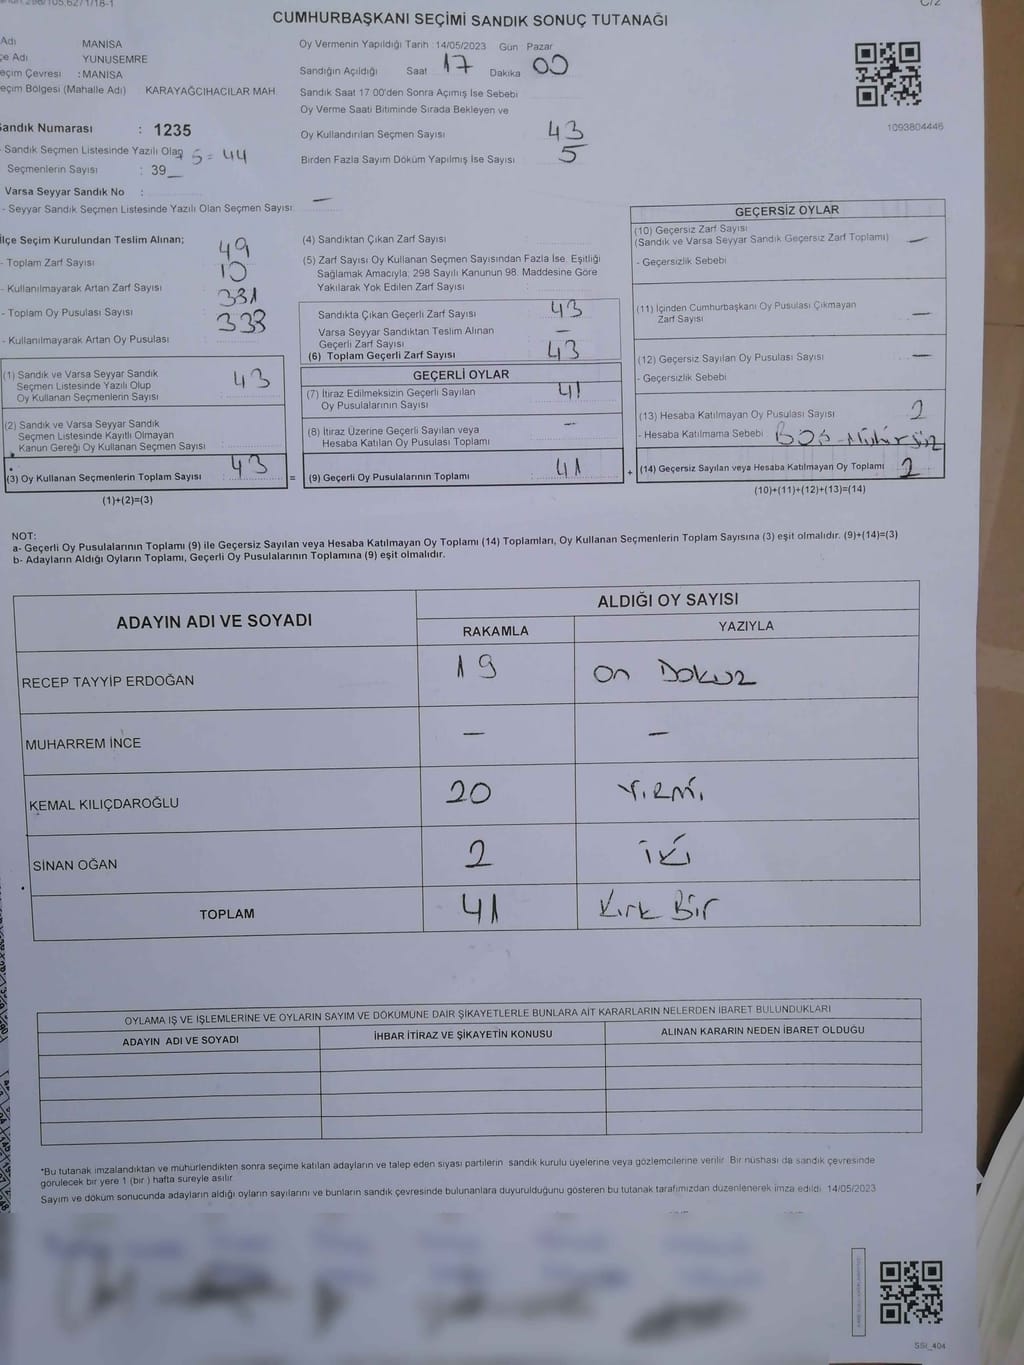 CUMHURBAŞKANI SEÇİMİ SANDIK SONUÇ TUTANAĞI
C/2
Adı MANİSA
çe Adı YUNUSEMRE
eçim Çevresi : MANİSA
eçim Bölgesi (Mahalle Adı) KARAYAĞCIHACILAR MAH.
Sandık Numarası : 1235
- Sandık Seçmen Listesinde Yazılı Olan 5 = 44
Seçmenlerin Sayısı : 39
Varsa Seyyar Sandık No :
- Seyyar Sandık Seçmen Listesinde Yazılı Olan Seçmen Sayısı: —
Oy Vermenin Yapıldığı Tarih :14/05/2023 Gün Pazar
Sandığın Açıldığı Saat 17 Dakika 00
Sandık Saat 17:00'den Sonra Açımış İse Sebebi
Oy Verme Saati Bitiminde Sırada Bekleyen ve
Oy Kullandırılan Seçmen Sayısı 43
Birden Fazla Sayım Döküm Yapılmış İse Sayısı 5
1093804446
İlçe Seçim Kurulundan Teslim Alınan;
- Toplam Zarf Sayısı 49
- Kullanılmayarak Artan Zarf Sayısı 10
- Toplam Oy Pusulası Sayısı 331
- Kullanılmayarak Artan Oy Pusulası 333
(1) Sandık ve Varsa Seyyar Sandık
Seçmen Listesinde Yazılı Olup
Oy Kullanan Seçmenlerin Sayısı 43
(2) Sandık ve Varsa Seyyar Sandık
Seçmen Listesinde Kayıtlı Olmayan
Kanun Gereği Oy Kullanan Seçmen Sayısı
(3) Oy Kullanan Seçmenlerin Toplam Sayısı 43 =
(1)+(2)=(3)
(4) Sandıktan Çıkan Zarf Sayısı
(5) Zarf Sayısı Oy Kullanan Seçmen Sayısından Fazla İse, Eşitliği
Sağlamak Amacıyla; 298 Sayılı Kanunun 98. Maddesine Göre
Yakılarak Yok Edilen Zarf Sayısı
Sandıkta Çıkan Geçerli Zarf Sayısı 43
Varsa Seyyar Sandıktan Teslim Alınan
Geçerli Zarf Sayısı —
(6) Toplam Geçerli Zarf Sayısı 43
GEÇERLİ OYLAR
(7) İtiraz Edilmeksizin Geçerli Sayılan
Oy Pusulalarının Sayısı 41
(8) İtiraz Üzerine Geçerli Sayılan veya
Hesaba Katılan Oy Pusulası Toplamı —
(9) Geçerli Oy Pusulalarının Toplamı 41 +
GEÇERSİZ OYLAR
(10) Geçersiz Zarf Sayısı
(Sandık ve Varsa Seyyar Sandık Geçersiz Zarf Toplamı) —
- Geçersizlik Sebebi
(11) İçinden Cumhurbaşkanı Oy Pusulası Çıkmayan
Zarf Sayısı —
(12) Geçersiz Sayılan Oy Pusulası Sayısı —
- Geçersizlik Sebebi
(13) Hesaba Katılmayan Oy Pusulası Sayısı 2
- Hesaba Katılmama Sebebi BOŞ-Mühürsüz
(14) Geçersiz Sayılan veya Hesaba Katılmayan Oy Toplamı 2
(10)+(11)+(12)+(13)=(14)
NOT:
a- Geçerli Oy Pusulalarının Toplamı (9) ile Geçersiz Sayılan veya Hesaba Katılmayan Oy Toplamı (14) Toplamları, Oy Kullanan Seçmenlerin Toplam Sayısına (3) eşit olmalıdır. (9)+(14)=(3)
b- Adayların Aldığı Oyların Toplamı, Geçerli Oy Pusulalarının Toplamına (9) eşit olmalıdır.
ADAYIN ADI VE SOYADI
ALDIĞI OY SAYISI
RAKAMLA YAZIYLA
RECEP TAYYİP ERDOĞAN 19 On Dokuz
MUHARREM İNCE — —
KEMAL KILIÇDAROĞLU 20 Yirmi
SİNAN OĞAN 2 İki
TOPLAM 41 Kırk Bir
OYLAMA İŞ VE İŞLEMLERİNE VE OYLARIN SAYIM VE DÖKÜMÜNE DAİR ŞİKAYETLERLE BUNLARA AİT KARARLARIN NELERDEN İBARET BULUNDUKLARI
ADAYIN ADI VE SOYADI İHBAR İTİRAZ VE ŞİKAYETİN KONUSU ALINAN KARARIN NEDEN İBARET OLDUĞU
*Bu tutanak imzalandıktan ve mühürlendikten sonra seçime katılan adayların ve talep eden siyasi partilerin sandık kurulu üyelerine veya gözlemcilerine verilir. Bir nüshası da sandık çevresinde
görülecek bir yere 1 (bir) hafta süreyle asılır.
Sayım ve döküm sonucunda adayların aldığı oyların sayılarını ve bunların sandık çevresinde bulunanlara duyurulduğunu gösteren bu tutanak tarafımızdan düzenlenerek imza edildi. 14/05/2023
SSI_404